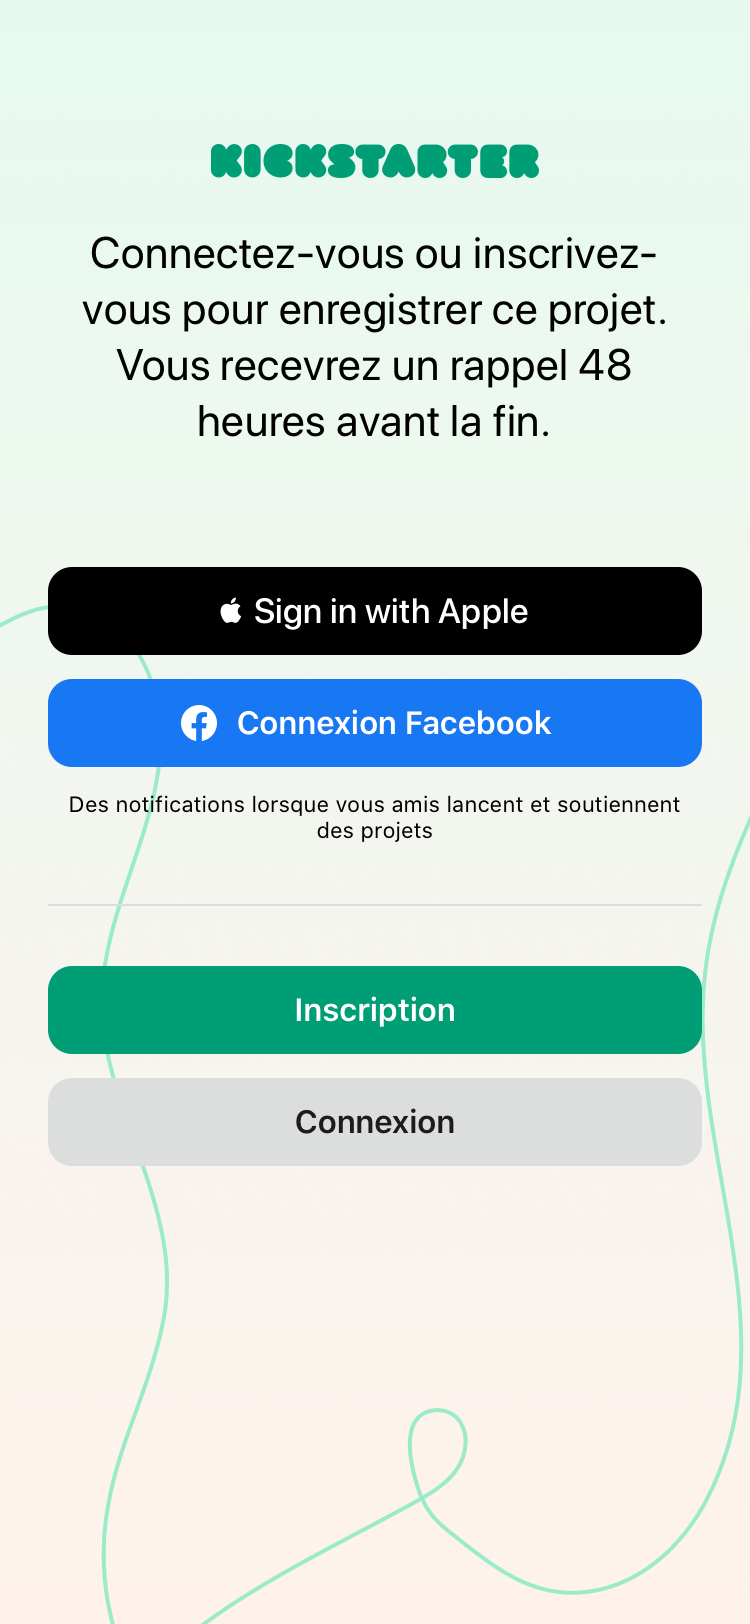 KICKSTARTER
Connectez-vous ou inscrivez-
vous pour enregistrer ce projet.
Vous recevrez un rappel 48
heures avant la fin.
Sign in with Apple
Connexion Facebook
Des notifications lorsque vous amis lancent et soutiennent
des projets
Inscription
Connexion